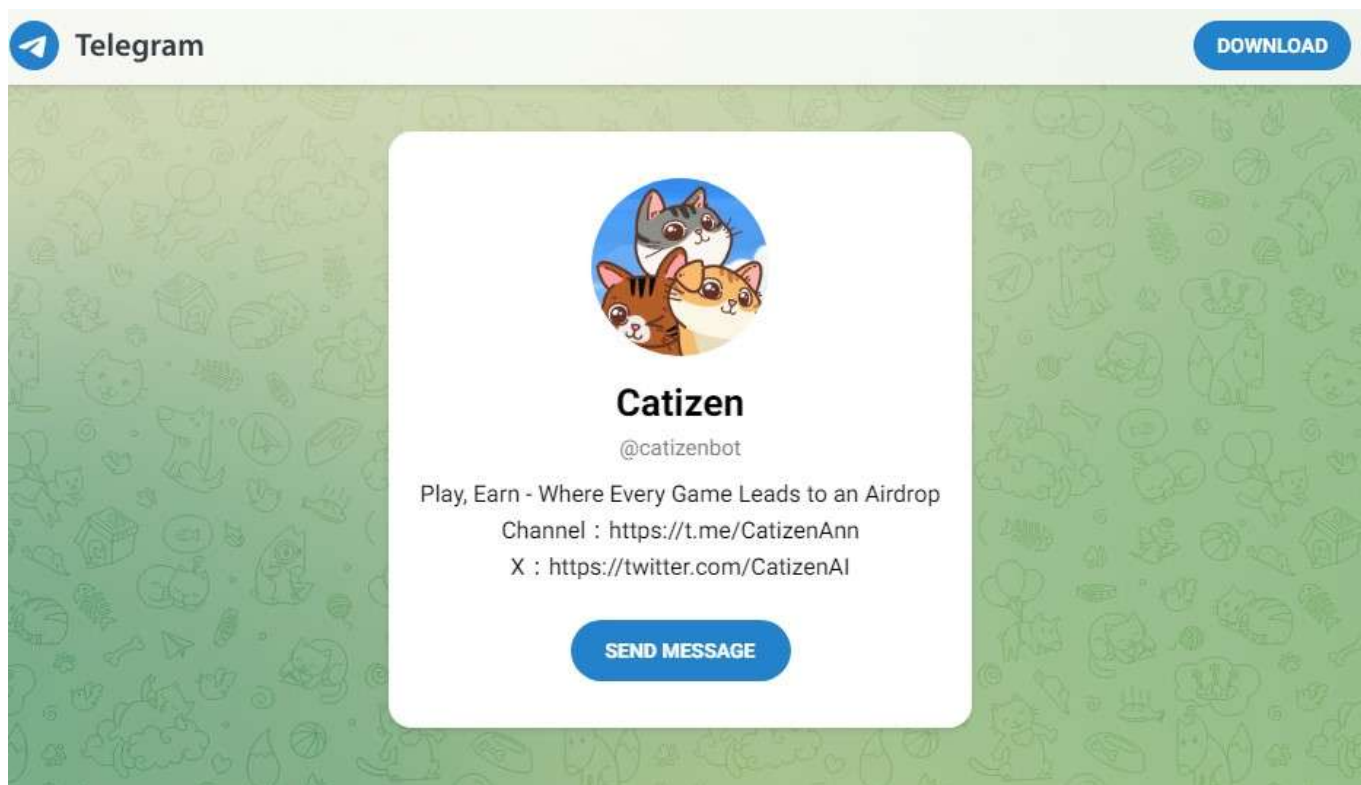 Telegram
DOWNLOAD
Catizen
@catizenbot
Play, Earn - Where Every Game Leads to an Airdrop
Channel：https://t.me/CatizenAnn
X：https://twitter.com/CatizenAI
SEND MESSAGE